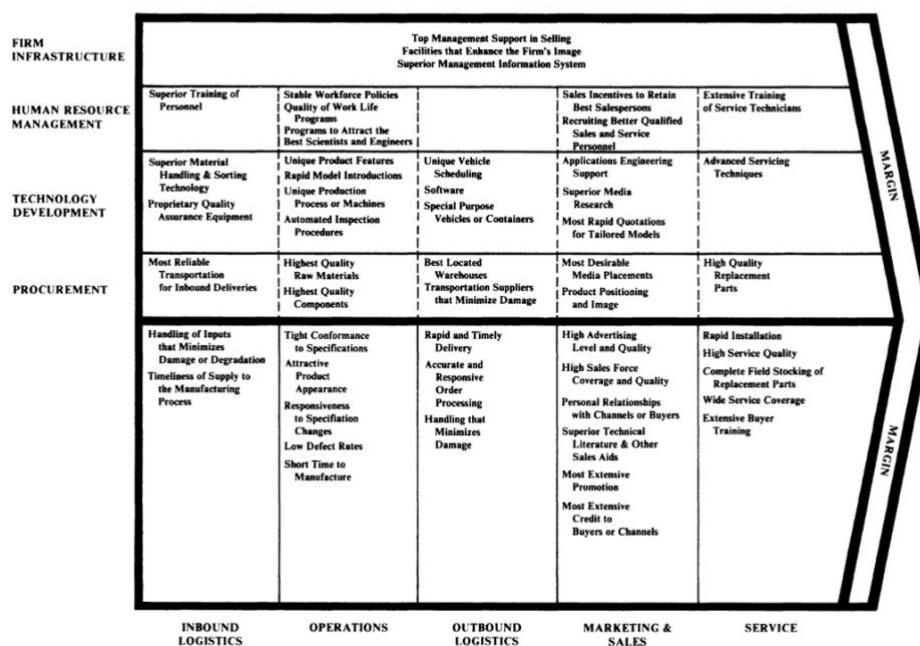 FIRM
INFRASTRUCTURE
Top Management Support in Selling
Facilities that Enhance the Firm's Image
Superior Management Information System
HUMAN RESOURCE
MANAGEMENT
Superior Training of
Personnel
Stable Workforce Policies
Quality of Work Life
Programs
Programs to Attract the
Best Scientists and Engineers
Sales Incentives to Retain
Best Salespersons
Recruiting Better Qualified
Sales and Service
Personnel
Extensive Training
of Service Technicians
TECHNOLOGY
DEVELOPMENT
Superior Material
Handling & Sorting
Technology
Proprietary Quality
Assurance Equipment
Unique Product Features
Rapid Model Introductions
Unique Production
Process or Machines
Automated Inspection
Procedures
Unique Vehicle
Scheduling
Software
Special Purpose
Vehicles or Containers
Applications Engineering
Support
Superior Media
Research
Most Rapid Quotations
for Tailored Models
Advanced Servicing
Techniques
MARGIN
PROCUREMENT
Most Reliable
Transportation
for Inbound Deliveries
Highest Quality
Raw Materials
Highest Quality
Components
Best Located
Warehouses
Transportation Suppliers
that Minimize Damage
Most Desirable
Media Placements
Product Positioning
and Image
High Quality
Replacement
Parts
Handling of Inputs
that Minimizes
Damage or Degradation
Timeliness of Supply to
the Manufacturing
Process
Tight Conformance
to Specifications
Attractive
Product
Appearance
Responsiveness
to Specifiation
Changes
Low Defect Rates
Short Time to
Manufacture
Rapid and Timely
Delivery
Accurate and
Responsive
Order
Processing
Handling that
Minimizes
Damage
High Advertising
Level and Quality
High Sales Force
Coverage and Quality
Personal Relationships
with Channels or Buyers
Superior Technical
Literature & Other
Sales Aids
Most Extensive
Promotion
Most Extensive
Credit to
Buyers or Channels
Rapid Installation
High Service Quality
Complete Field Stocking of
Replacement Parts
Wide Service Coverage
Extensive Buyer
Training
MARGIN
INBOUND
LOGISTICS
OPERATIONS
OUTBOUND
LOGISTICS
MARKETING &
SALES
SERVICE